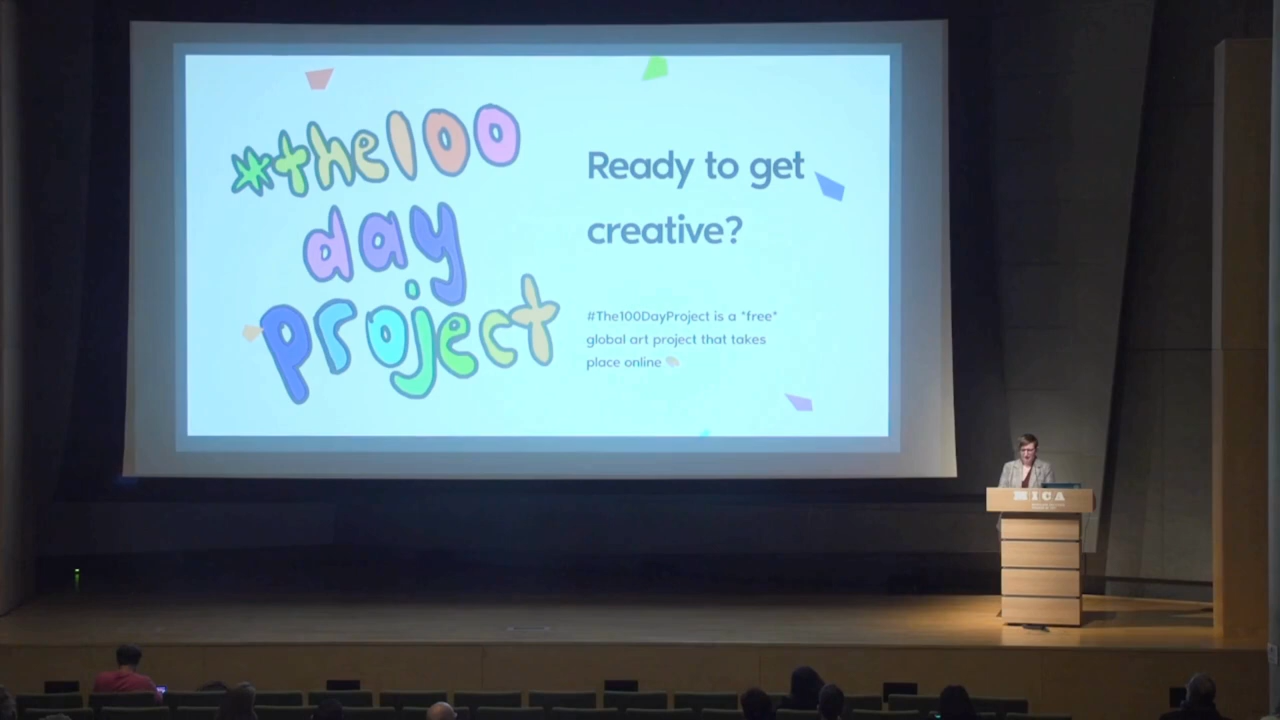 *the100
day
project
Ready to get
creative?
#The100DayProject is a *free*
global art project that takes
place online
MICA